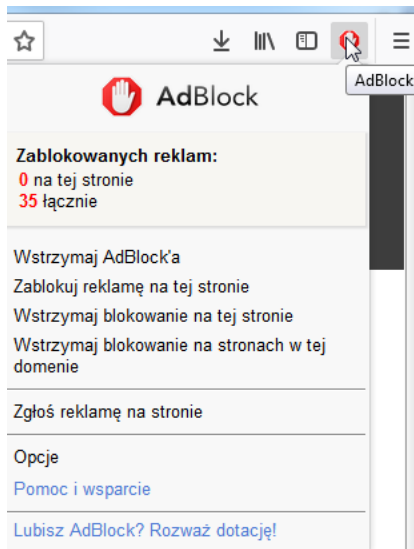 AdBlock
AdBlock
Zablokowanych reklam:
0 na tej stronie
35 łącznie
Wstrzymaj AdBlock'a
Zablokuj reklamę na tej stronie
Wstrzymaj blokowanie na tej stronie
Wstrzymaj blokowanie na stronach w tej
domenie
Zgłoś reklamę na stronie
Opcje
Pomoc i wsparcie
Lubisz AdBlock? Rozważ dotację!